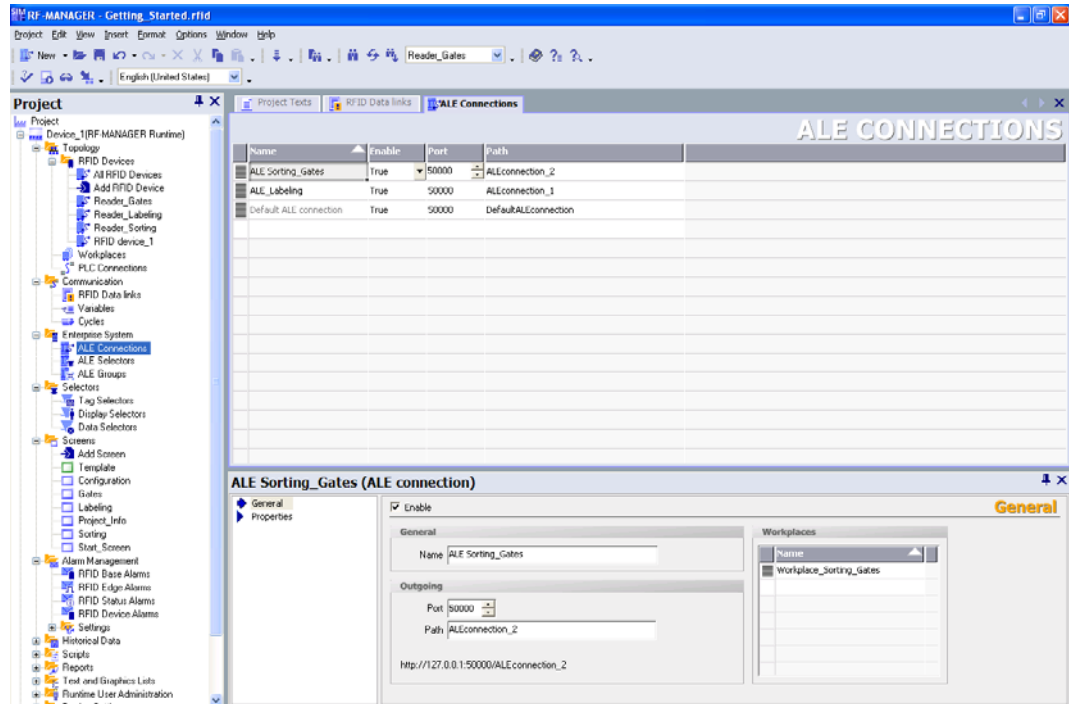 RF-MANAGER - Getting_Started.rfid
Project Edit View Insert Format Options Window Help
New Reader_Gates
English (United States)
Project
Project Texts RFID Data links ALE Connections
ALE CONNECTIONS
Name Enable Port Path
ALE Sorting_Gates True 50000 ALEconnection_2
ALE_Labeling True 50000 ALEconnection_1
Default ALE connection True 50000 DefaultALEconnection
Project
Device_1(RF-MANAGER Runtime)
Topology
RFID Devices
All RFID Devices
Add RFID Device
Reader_Gates
Reader_Labeling
Reader_Sorting
RFID device_1
Workplaces
PLC Connections
Communication
RFID Data links
Variables
Cycles
Enterprise System
ALE Connections
ALE Selectors
ALE Groups
Selectors
Tag Selectors
Display Selectors
Data Selectors
Screens
Add Screen
Template
Configuration
Gates
Labeling
Project_Info
Sorting
Start_Screen
Alarm Management
RFID Base Alarms
RFID Edge Alarms
RFID Status Alarms
RFID Device Alarms
Settings
Historical Data
Scripts
Reports
Text and Graphics Lists
Runtime User Administration
ALE Sorting_Gates (ALE connection)
General
Properties
Enable
General
General
Name ALE Sorting_Gates
Outgoing
Port 50000
Path ALEconnection_2
http://127.0.0.1:50000/ALEconnection_2
Workplaces
Name
Workplace_Sorting_Gates